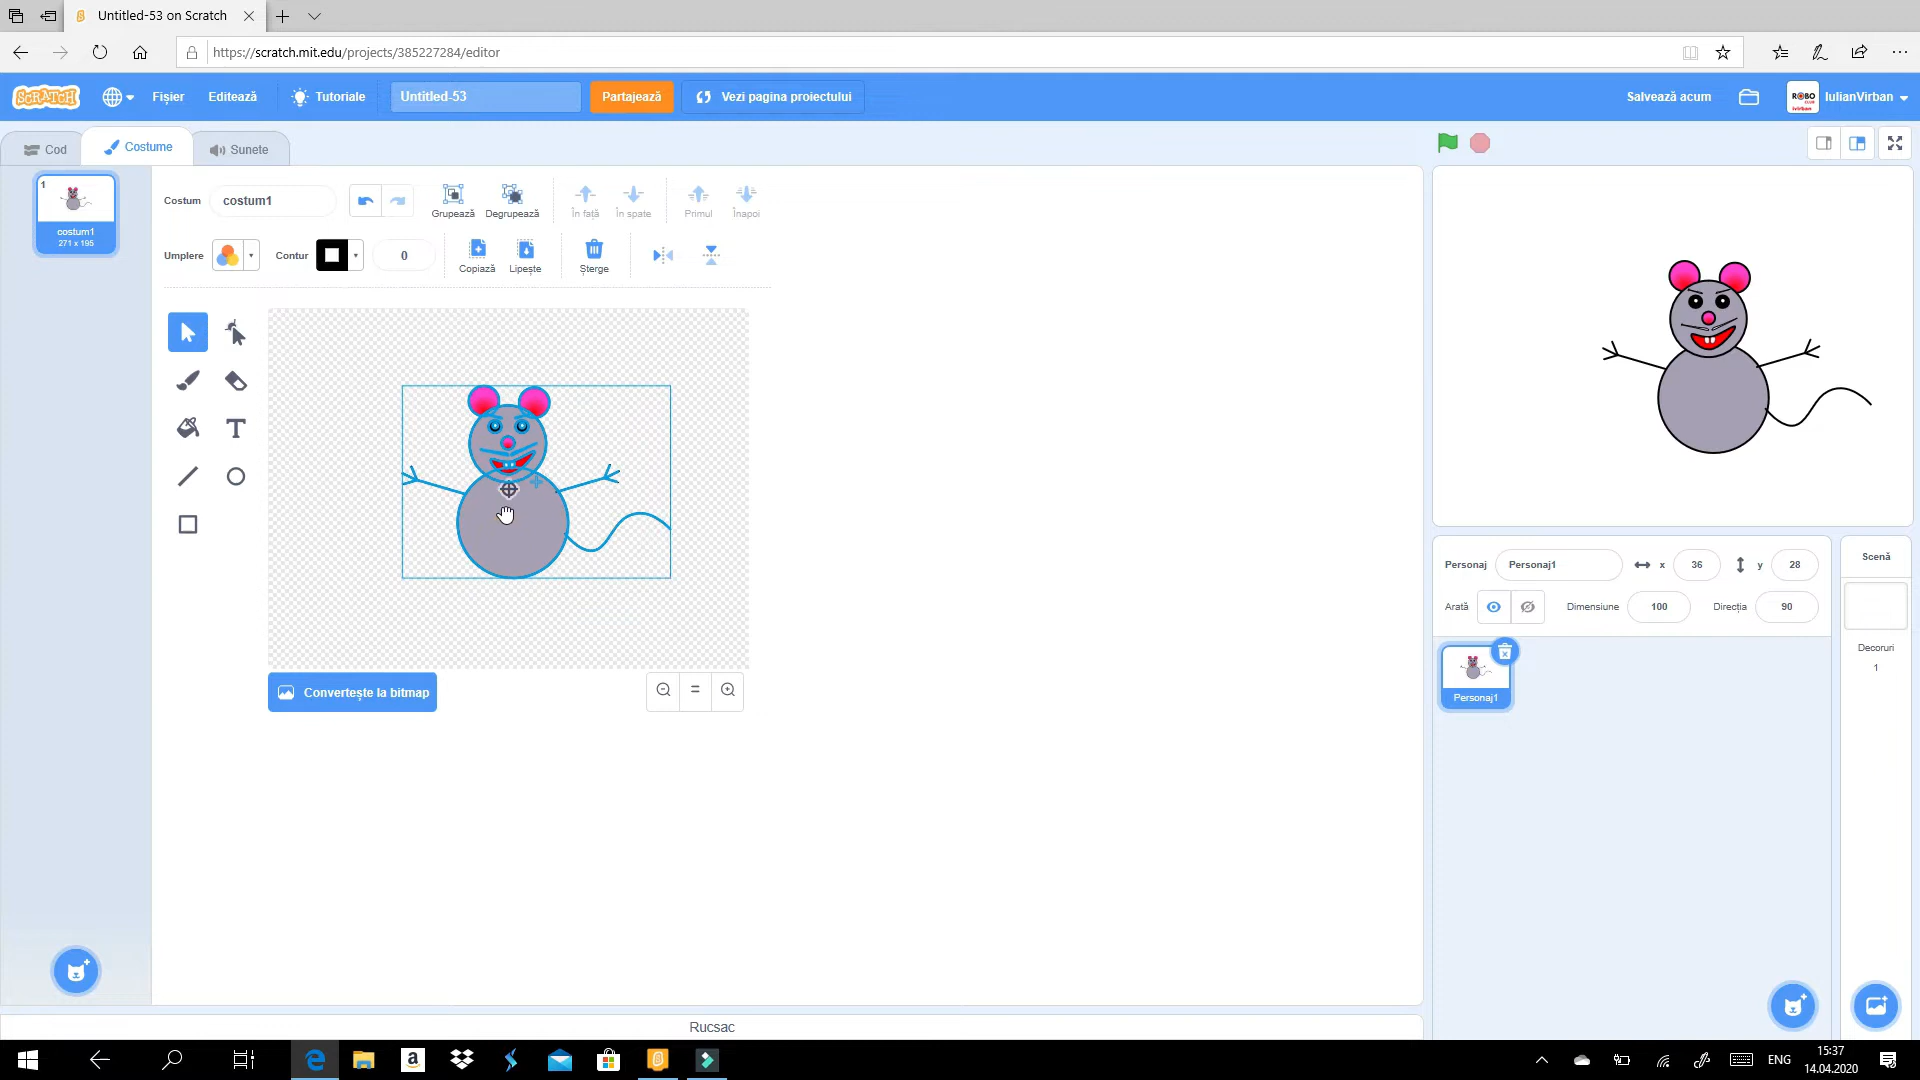 Untitled-53 on Scratch
https://scratch.mit.edu/projects/385227284/editor
SCRATCH
Fișier
Editează
Tutoriale
Untitled-53
Partajează
Vezi pagina proiectului
Salvează acum
ROBO
IulianVirban
Cod
Costume
Sunete
1
costum1
271 x 195
Costum
costum1
Grupează
Degrupează
În față
În spate
Primul
Înapoi
Umplere
Contur
0
Copiază
Lipește
Șterge
T
Convertește la bitmap
Rucsac
Personaj
Personaj1
x
36
y
28
Arată
Dimensiune
100
Direcția
90
Personaj1
Scenă
Decoruri
1
ENG
15:37
14.04.2020